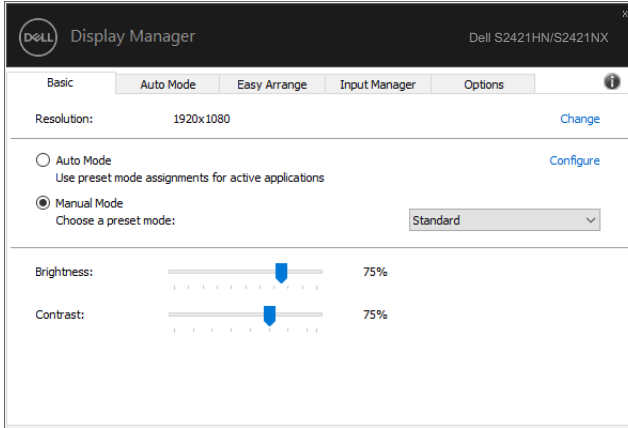 x
DELL Display Manager Dell S2421HN/S2421NX
Basic Auto Mode Easy Arrange Input Manager Options i
Resolution: 1920x1080 Change
Auto Mode Configure
Use preset mode assignments for active applications
Manual Mode
Choose a preset mode: Standard
Brightness: 75%
Contrast: 75%